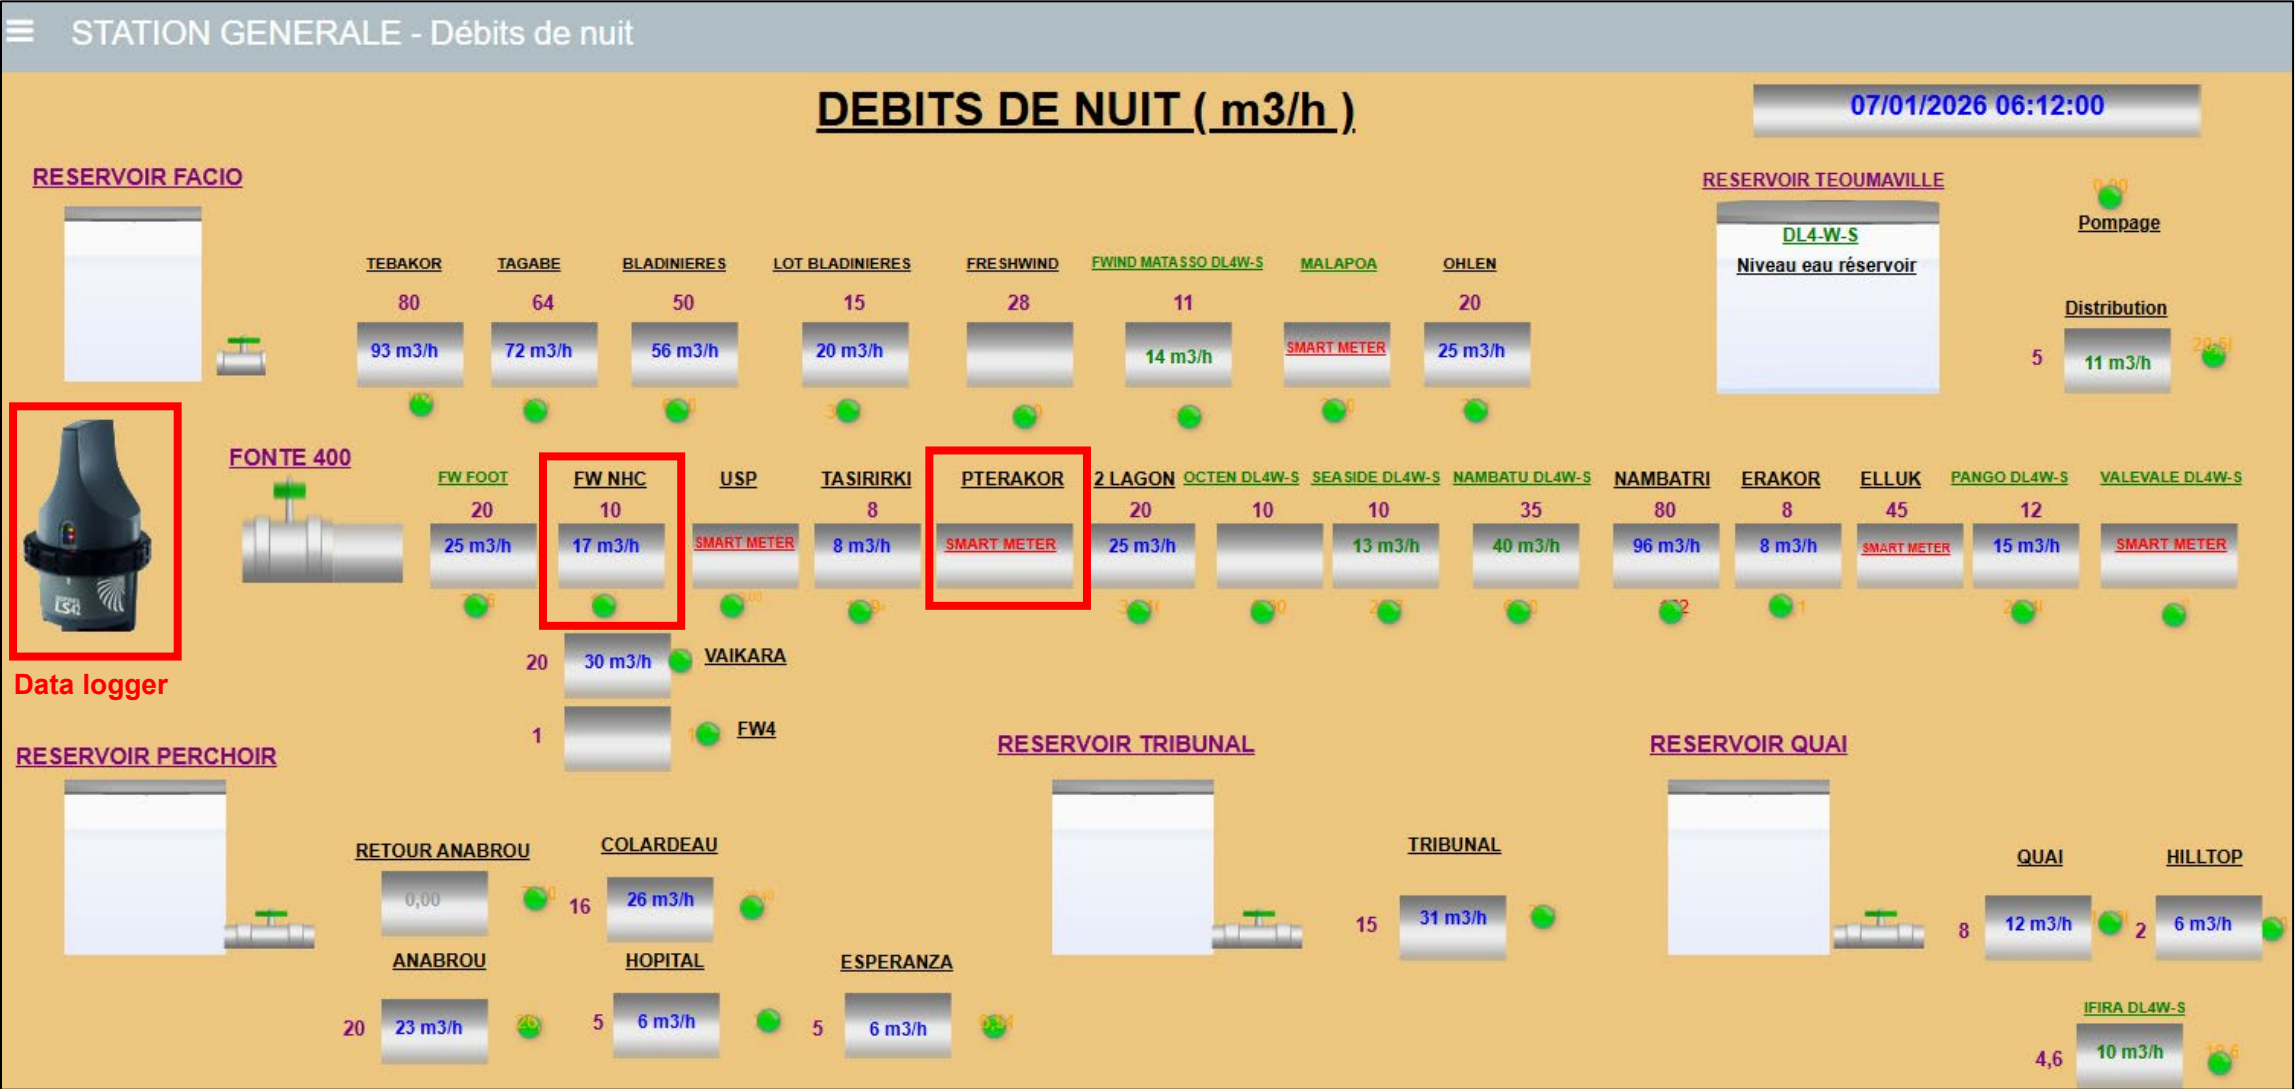 STATION GENERALE - Débits de nuit
DEBITS DE NUIT ( m3/h )
07/01/2026 06:12:00
RESERVOIR FACIO
RESERVOIR TEOUMAVILLE
DL4-W-S
Niveau eau réservoir
Pompage
Distribution
5
11 m3/h
TEBAKOR
TAGABE
BLADINIERES
LOT BLADINIERES
FRESHWIND
FWIND MATASSO DL4W-S
MALAPOA
OHLEN
80
64
50
15
28
11
20
93 m3/h
72 m3/h
56 m3/h
20 m3/h
14 m3/h
SMART METER
25 m3/h
LS42
Data logger
FONTE 400
FW FOOT
FW NHC
USP
TASIRIRKI
PTERAKOR
2 LAGON
OCTEN DL4W-S
SEASIDE DL4W-S
NAMBATU DL4W-S
NAMBATRI
ERAKOR
ELLUK
PANGO DL4W-S
VALEVALE DL4W-S
20
10
8
20
10
10
35
80
8
45
12
25 m3/h
17 m3/h
SMART METER
8 m3/h
SMART METER
25 m3/h
13 m3/h
40 m3/h
96 m3/h
8 m3/h
SMART METER
15 m3/h
SMART METER
20
30 m3/h
VAIKARA
1
FW4
RESERVOIR PERCHOIR
RESERVOIR TRIBUNAL
RESERVOIR QUAI
RETOUR ANABROU
0,00
COLARDEAU
16
26 m3/h
ANABROU
20
23 m3/h
HOPITAL
5
6 m3/h
ESPERANZA
5
6 m3/h
TRIBUNAL
15
31 m3/h
QUAI
8
12 m3/h
HILLTOP
2
6 m3/h
IFIRA DL4W-S
4,6
10 m3/h